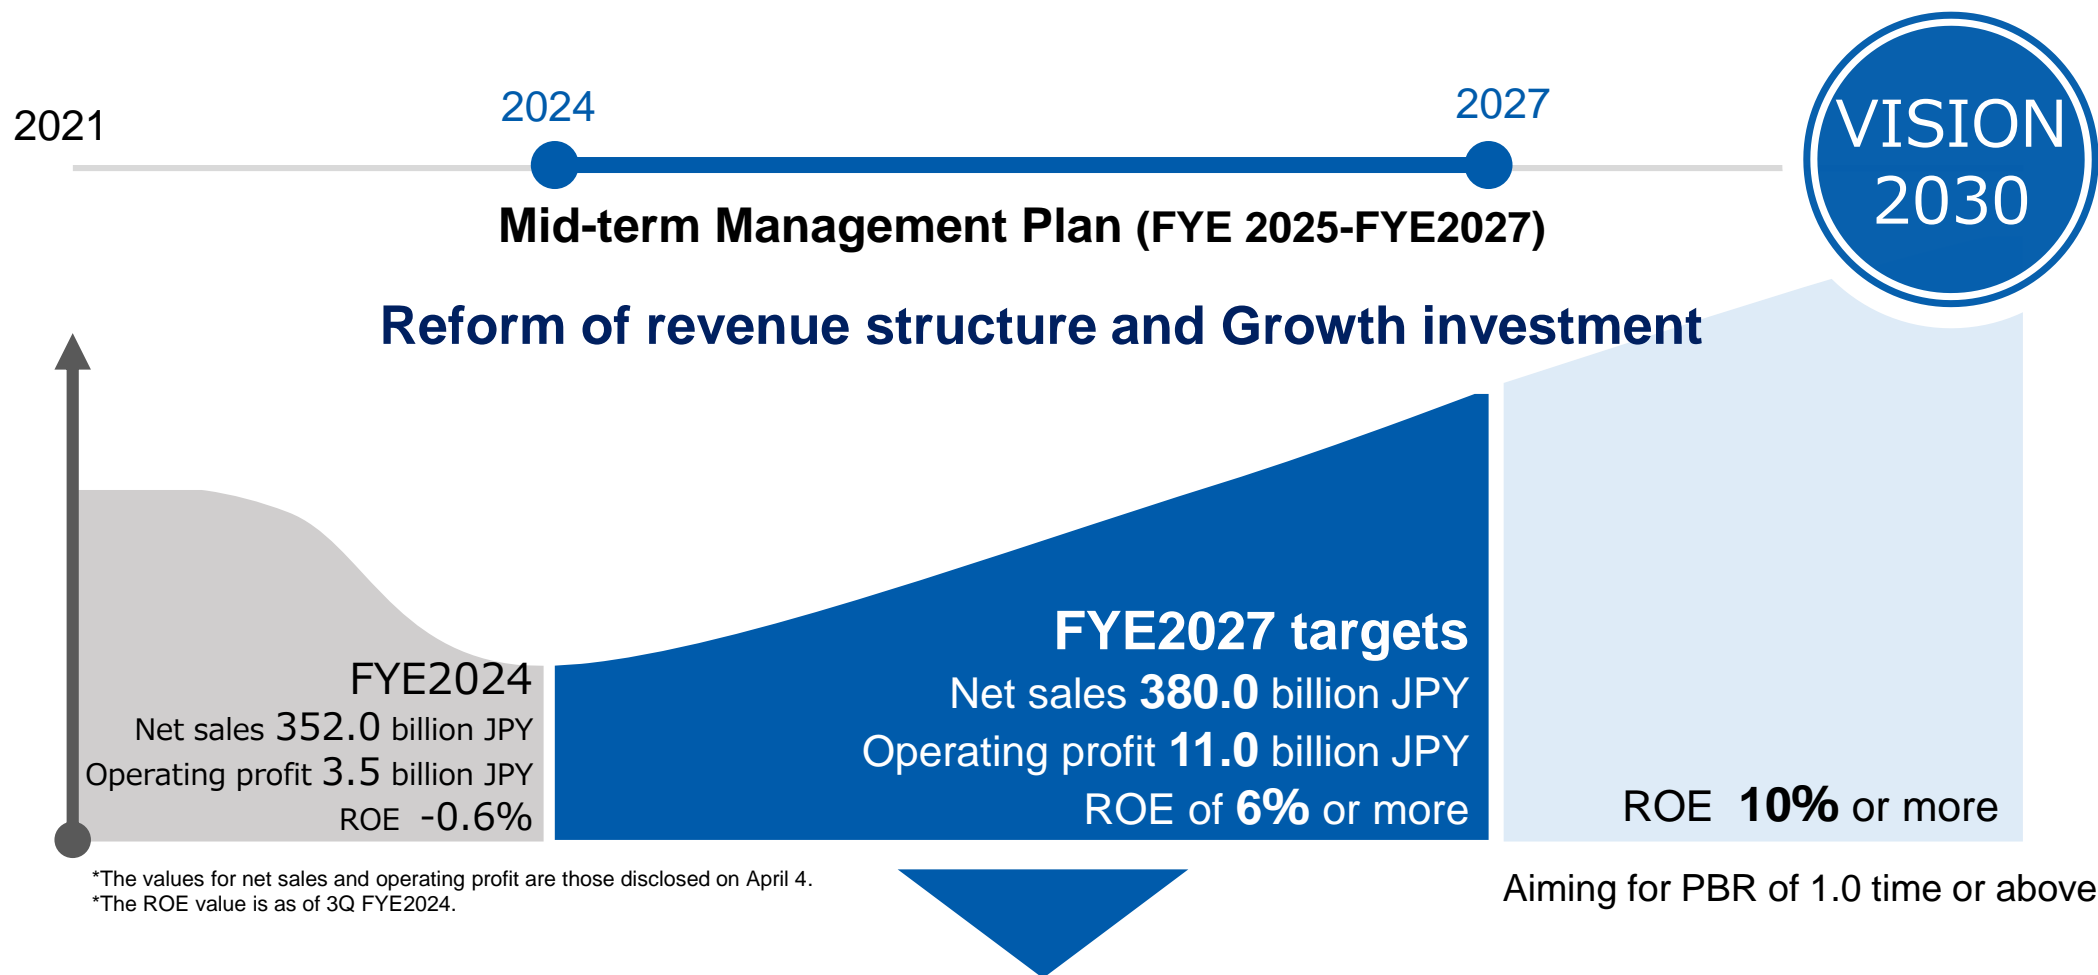 2021
2024
2027
VISION
2030
Mid-term Management Plan (FYE 2025-FYE2027)
Reform of revenue structure and Growth investment
FYE2024
Net sales 352.0 billion JPY
Operating profit 3.5 billion JPY
ROE -0.6%
FYE2027 targets
Net sales 380.0 billion JPY
Operating profit 11.0 billion JPY
ROE of 6% or more
ROE 10% or more
*The values for net sales and operating profit are those disclosed on April 4.
*The ROE value is as of 3Q FYE2024.
Aiming for PBR of 1.0 time or above